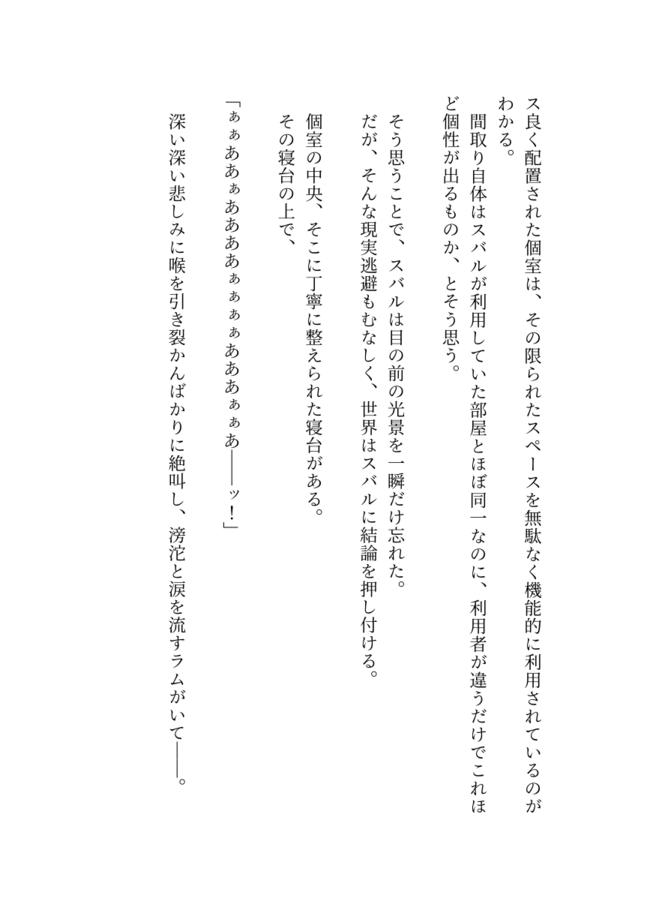 ス良く配置された個室は、その限られたスペースを無駄なく機能的に利用されているのが
わかる。
間取り自体はスバルが利用していた部屋とほぼ同一なのに、利用者が違うだけでこれほ
ど個性が出るものか、とそう思う。
そう思うことで、スバルは目の前の光景を一瞬だけ忘れた。
だが、そんな現実逃避もむなしく、世界はスバルに結論を押し付ける。
個室の中央、そこに丁寧に整えられた寝台がある。
その寝台の上で、
「ぁぁああぁああああぁぁぁぁあああぁぁあ――ッ！」
深い深い悲しみに喉を引き裂かんばかりに絶叫し、滂沱と涙を流すラムがいて――。